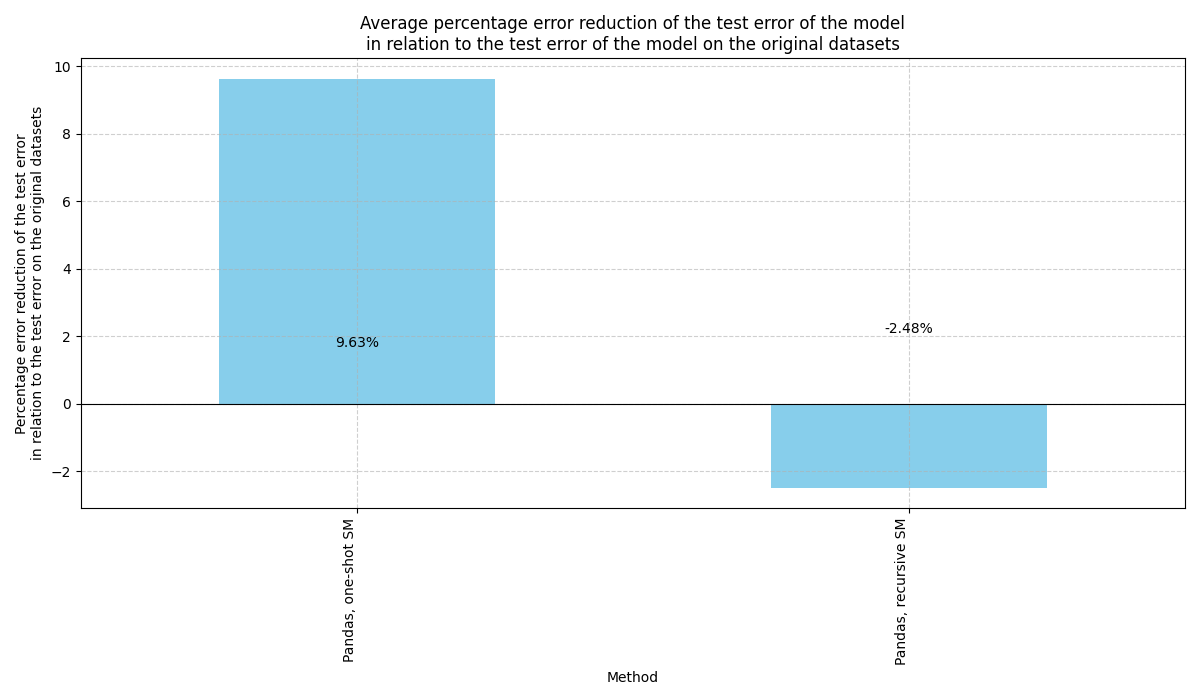 Average percentage error reduction of the test error of the model
in relation to the test error of the model on the original datasets
Percentage error reduction of the test error
in relation to the test error on the original datasets
10
8
6
4
2
0
−2
9.63%
-2.48%
Pandas, one-shot SM
Pandas, recursive SM
Method